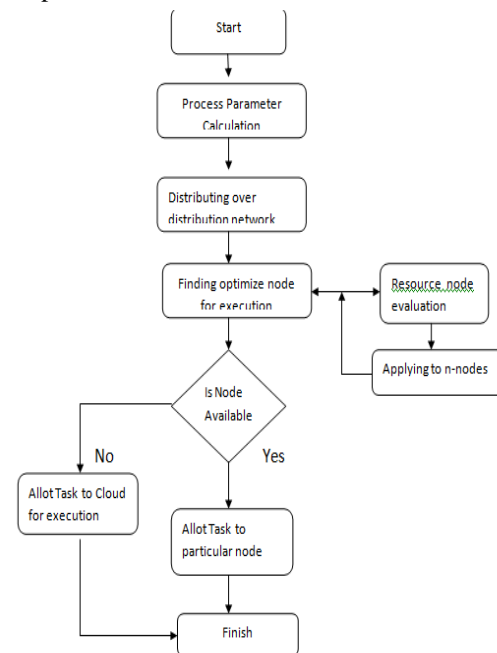 Start
Process Parameter
Calculation
Distributing over
distribution network
Finding optimize node
for execution
Resource node
evaluation
Applying to n-nodes
Is Node
Available
No
Yes
Allot Task to Cloud
for execution
Allot Task to
particular node
Finish